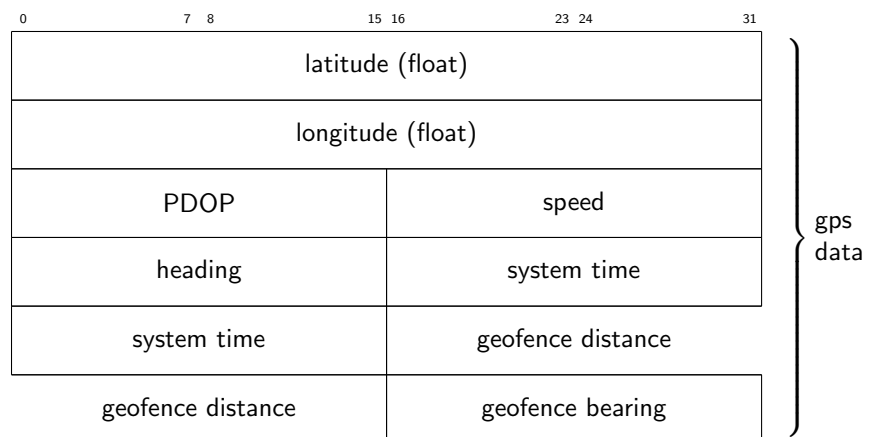 0 7 8 15 16 23 24 31
latitude (float)
longitude (float)
PDOP speed
heading system time
system time geofence distance
geofence distance geofence bearing
gps
data